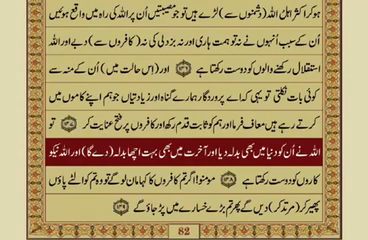 ہو کر اکثر اہل اللہ (دشمنوں سے) لڑے ہیں تو جو مصیبتیں اُن پر اللہ کی راہ میں واقع ہوئیں
اُن کے سبب اُنہوں نے نہ تو ہمت ہاری اور نہ بزدلی کی نہ (کافروں سے) دبے اور اللہ
استقلال رکھنے والوں کو دوست رکھتا ہے ﴿۱۴۶﴾ اور (اس حالت میں) اُن کے منہ سے
کوئی بات نکلتی تو یہی کہ اے پروردگار ہمارے گناہ اور زیادتیاں جو ہم اپنے کاموں میں
کرتے رہے ہیں معاف فرما اور ہم کو ثابت قدم رکھ اور کافروں پر فتح عنایت کر ﴿۱۴۷﴾ تو
اللہ نے اُن کو دنیا میں بھی بدلہ دیا اور آخرت میں بھی بہت اچھا بدلہ (دے گا) اور اللہ نیکو
کاروں کو دوست رکھتا ہے ﴿۱۴۸﴾ مومنو! اگر تم کافروں کا کہا مان لو گے تو وہ تم کو الٹے پاؤں
پھیر کر (مرتد کر) دیں گے پھر تم بڑے خسارے میں پڑ جاؤ گے ﴿۱۴۹﴾
82